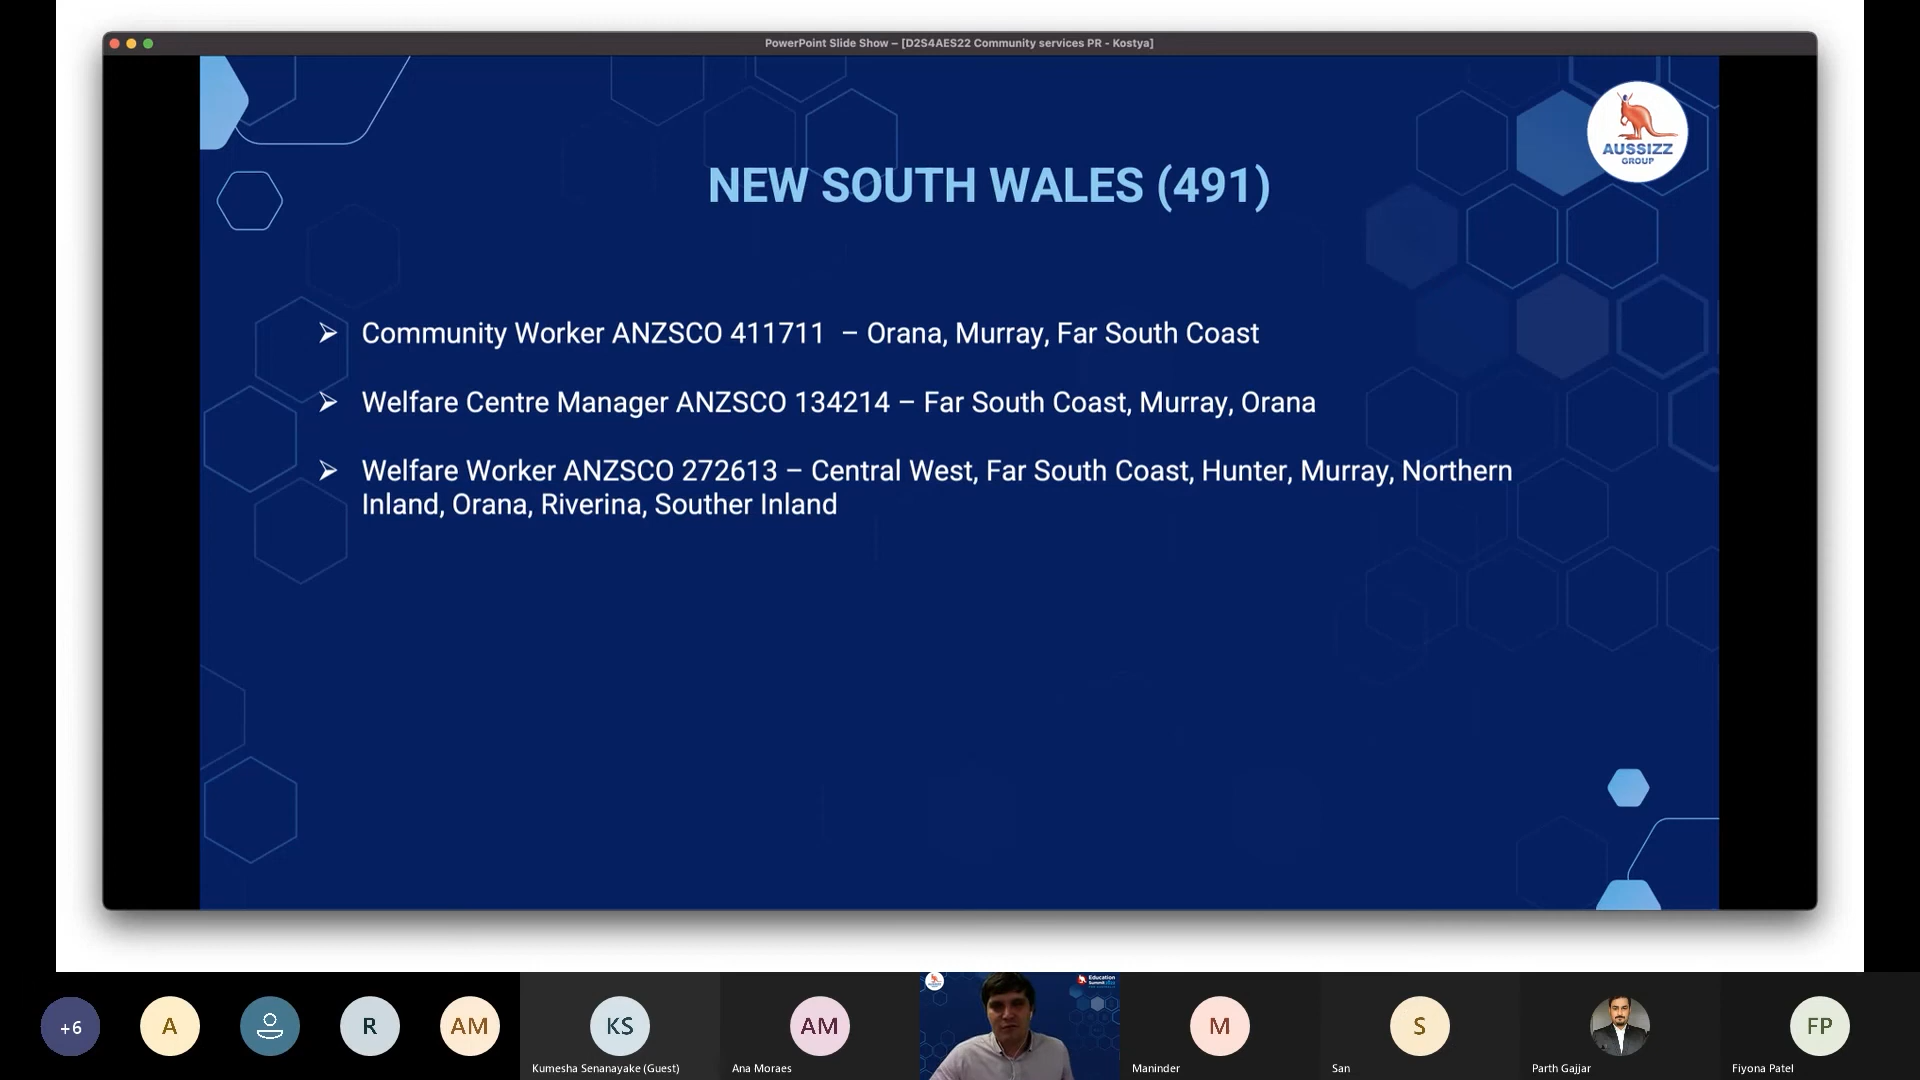 PowerPoint Slide Show – [D2S4AES22 Community services PR - Kostya]
AUSSIZZ
GROUP
NEW SOUTH WALES (491)
➢ Community Worker ANZSCO 411711 – Orana, Murray, Far South Coast
➢ Welfare Centre Manager ANZSCO 134214 – Far South Coast, Murray, Orana
➢ Welfare Worker ANZSCO 272613 – Central West, Far South Coast, Hunter, Murray, Northern
Inland, Orana, Riverina, Souther Inland
+6
A
R
AM
KS
Kumesha Senanayake (Guest)
AM
Ana Moraes
Education
M
Maninder
S
San
Parth Gajjar
FP
Fiyona Patel